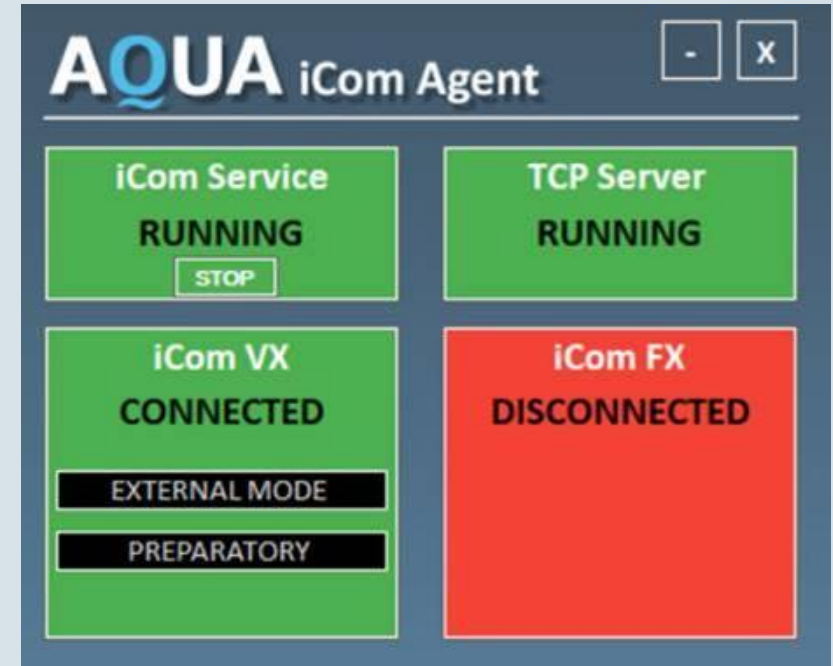 AQUA iCom Agent
-
X
iCom Service
RUNNING
STOP
TCP Server
RUNNING
iCom VX
CONNECTED
EXTERNAL MODE
PREPARATORY
iCom FX
DISCONNECTED